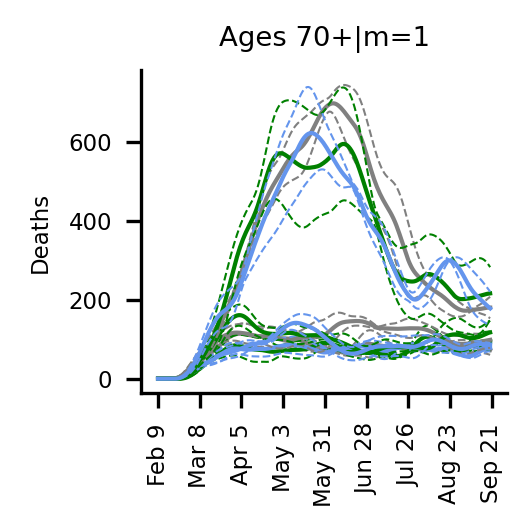 Ages 70+|m=1
Deaths
600
400
200
0
Feb 9
Mar 8
Apr 5
May 3
May 31
Jun 28
Jul 26
Aug 23
Sep 21